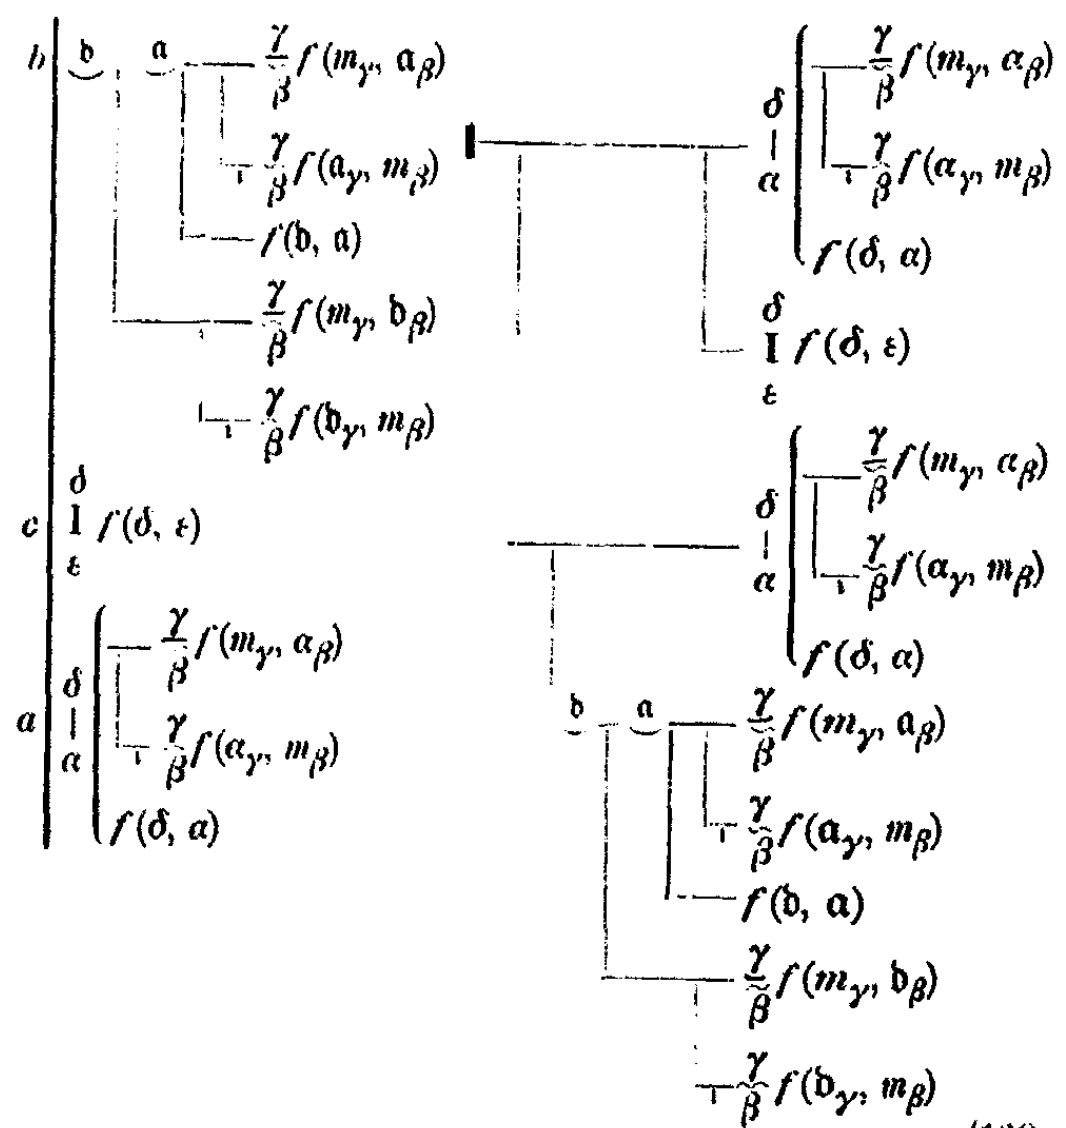 b 𝔡 𝔞 γ/β f(m_γ, 𝔞_β)
γ/β f(𝔞_γ, m_β)
f(𝔡, 𝔞)
γ/β f(m_γ, 𝔡_β)
γ/β f(𝔡_γ, m_β)
δ
c I f(δ, ε)
ε
γ/β f(m_γ, α_β)
δ
a | γ/β f(α_γ, m_β)
α
f(δ, α)
γ/β f(m_γ, α_β)
δ
| γ/β f(α_γ, m_β)
α
f(δ, α)
δ
I f(δ, ε)
ε
γ/β f(m_γ, α_β)
δ
| γ/β f(α_γ, m_β)
α
f(δ, α)
𝔡 𝔞 γ/β f(m_γ, 𝔞_β)
γ/β f(𝔞_γ, m_β)
f(𝔡, 𝔞)
γ/β f(m_γ, 𝔡_β)
γ/β f(𝔡_γ, m_β)